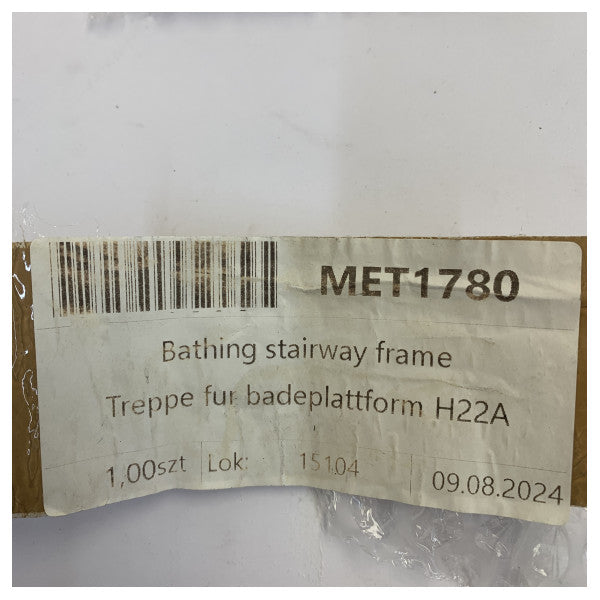 MET1780
Bathing stairway frame
Treppe fur badeplattform H22A
1,00szt Lok: 15104 09.08.2024